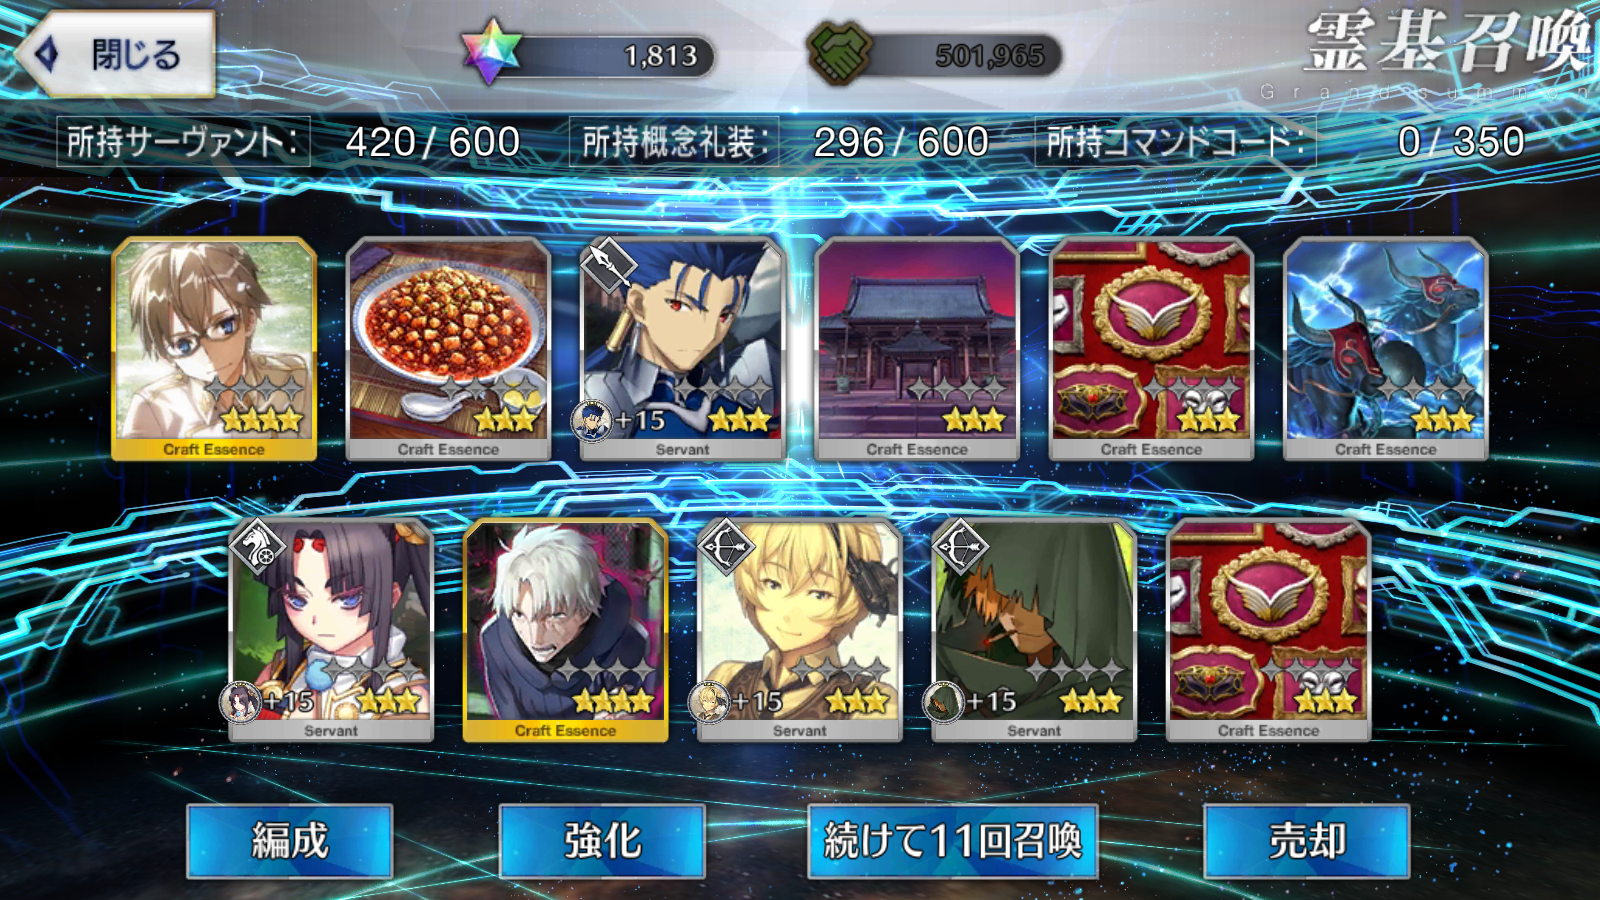 閉じる
1,813
501,965
霊基召喚
Grand summon
所持サーヴァント: 420 / 600
所持概念礼装: 296 / 600
所持コマンドコード: 0 / 350
Craft Essence
Craft Essence
+15
Servant
Craft Essence
Craft Essence
Craft Essence
+15
Servant
Craft Essence
+15
Servant
+15
Servant
Craft Essence
編成
強化
続けて11回召喚
売却